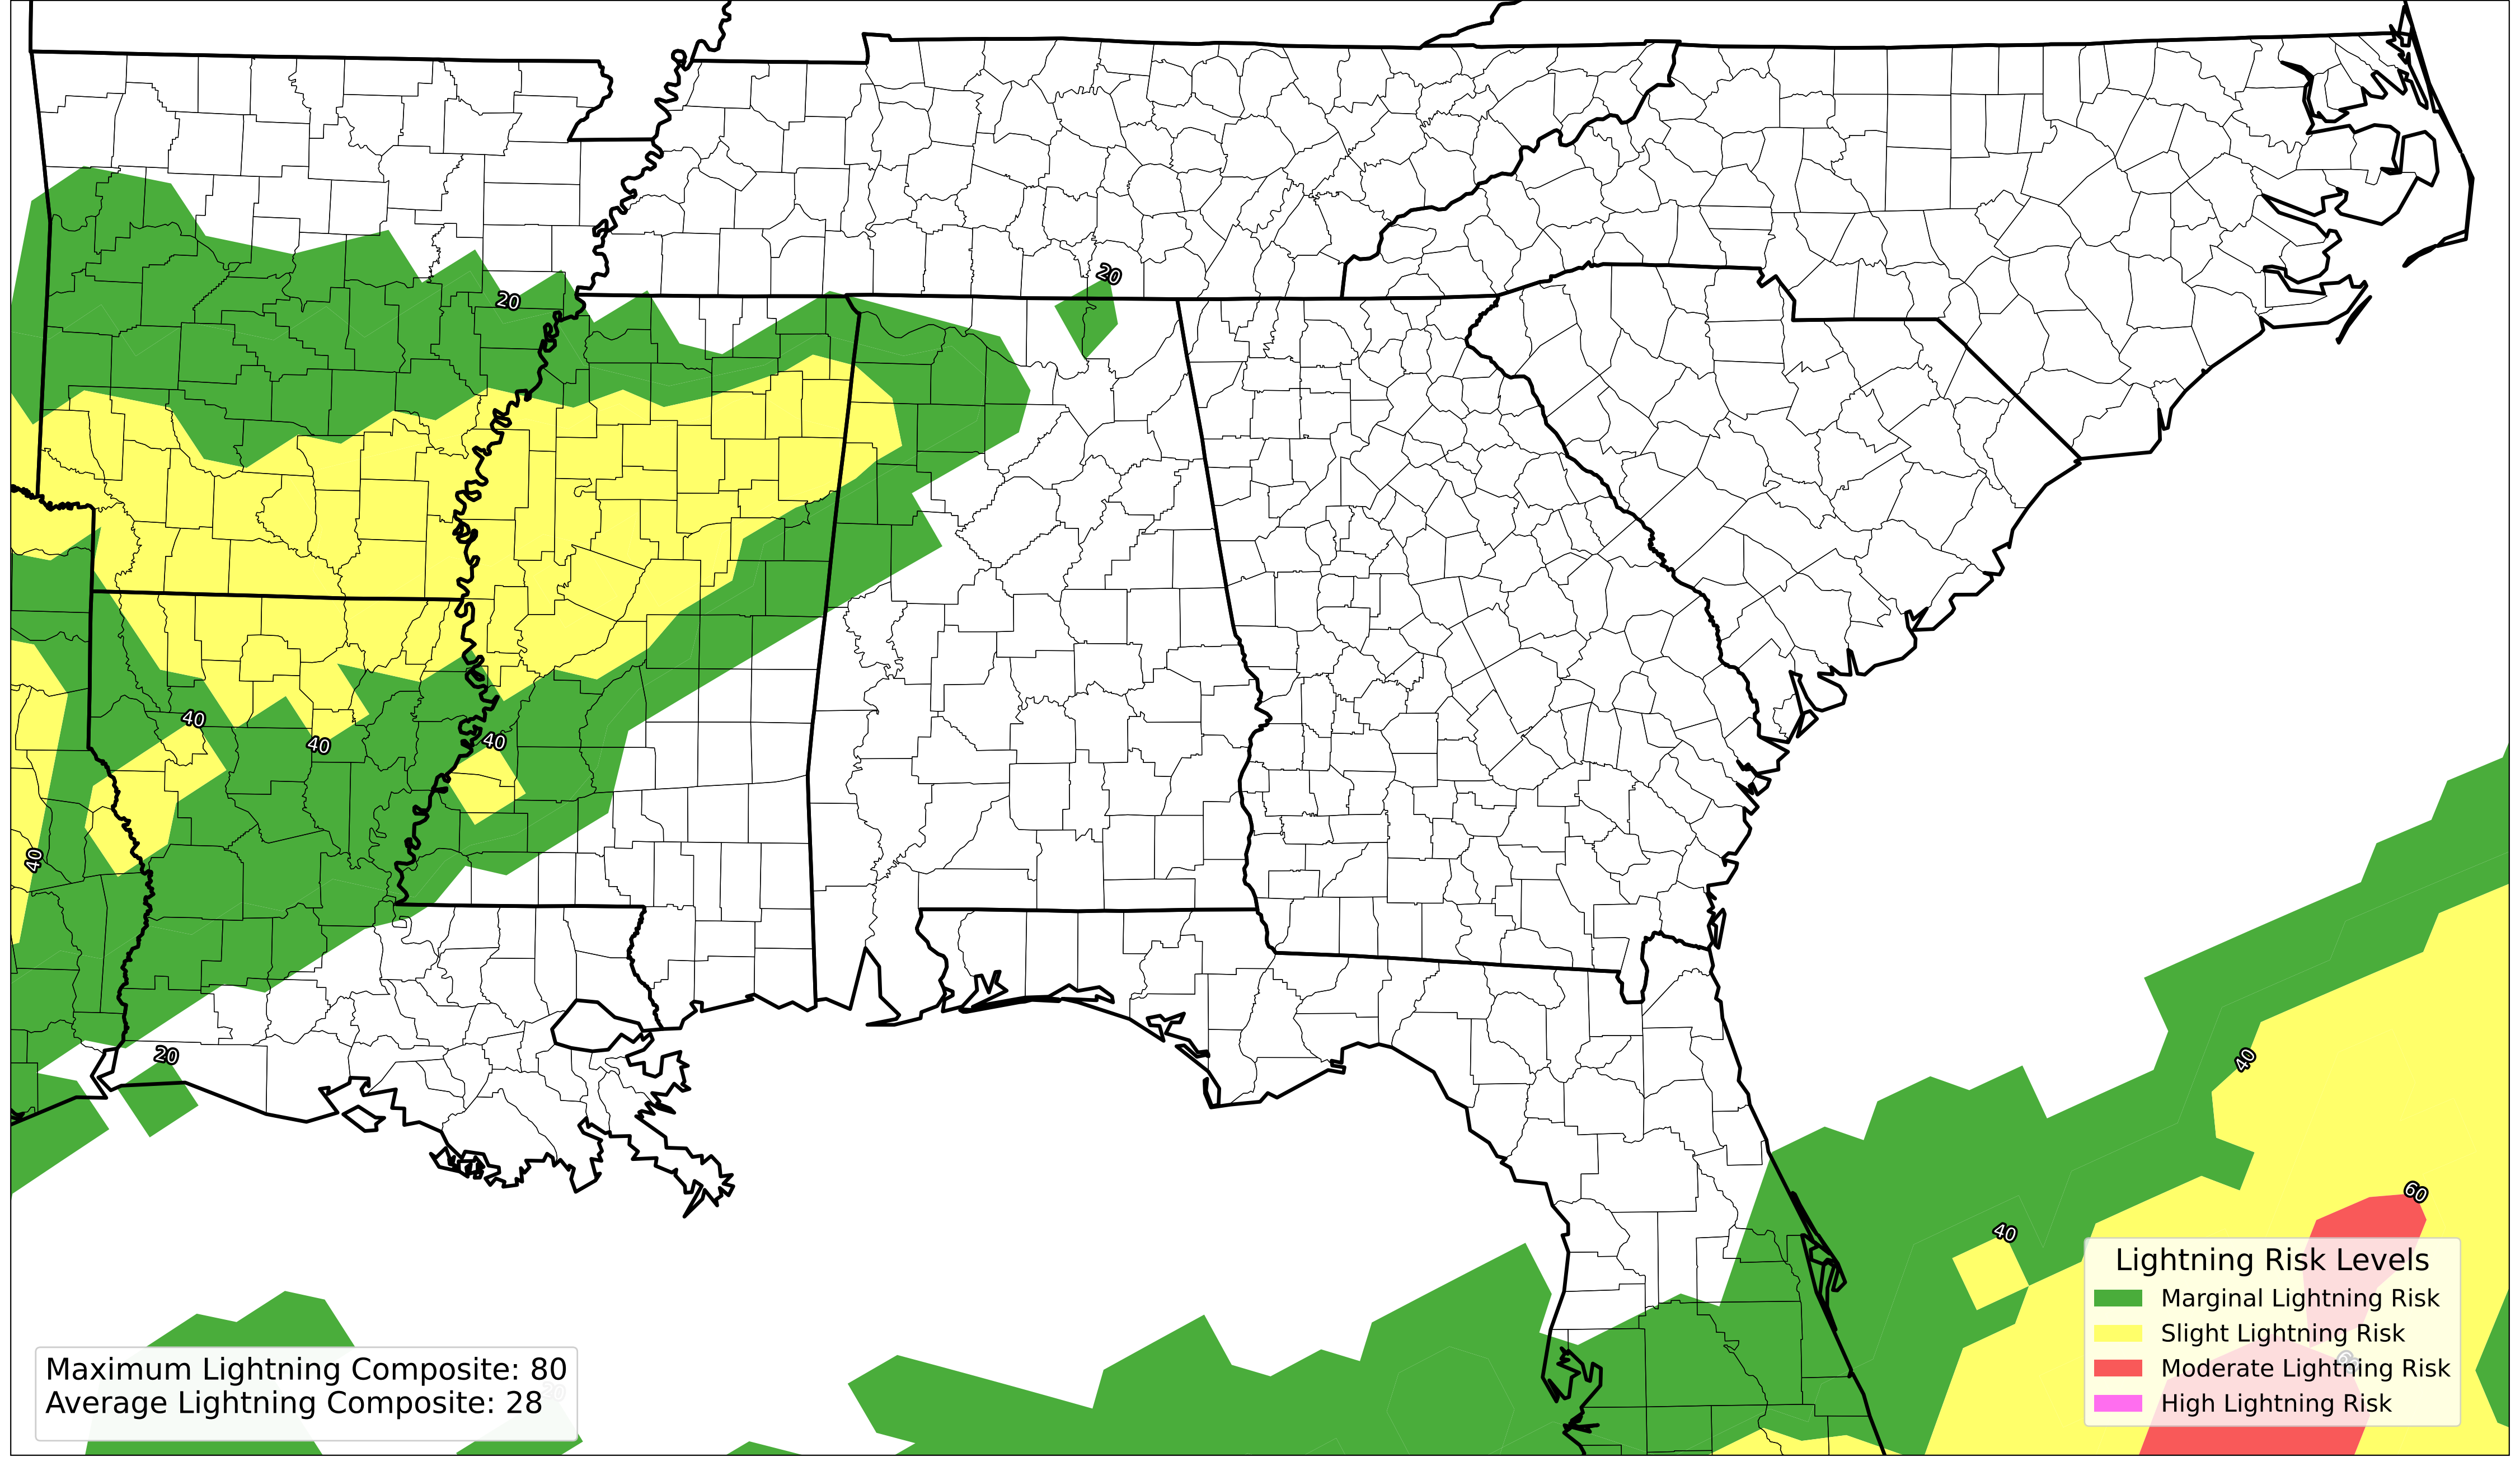 20
20
40
40
40
40
20
40
60
40
Lightning Risk Levels
Marginal Lightning Risk
Slight Lightning Risk
Moderate Lightning Risk
High Lightning Risk
Maximum Lightning Composite: 80
Average Lightning Composite: 28